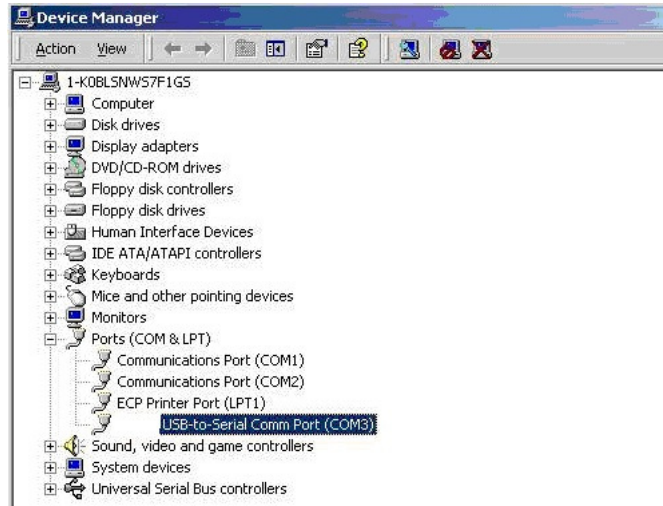 Device Manager
Action View
1-K0BLSNWS7F1GS
Computer
Disk drives
Display adapters
DVD/CD-ROM drives
Floppy disk controllers
Floppy disk drives
Human Interface Devices
IDE ATA/ATAPI controllers
Keyboards
Mice and other pointing devices
Monitors
Ports (COM & LPT)
Communications Port (COM1)
Communications Port (COM2)
ECP Printer Port (LPT1)
USB-to-Serial Comm Port (COM3)
Sound, video and game controllers
System devices
Universal Serial Bus controllers